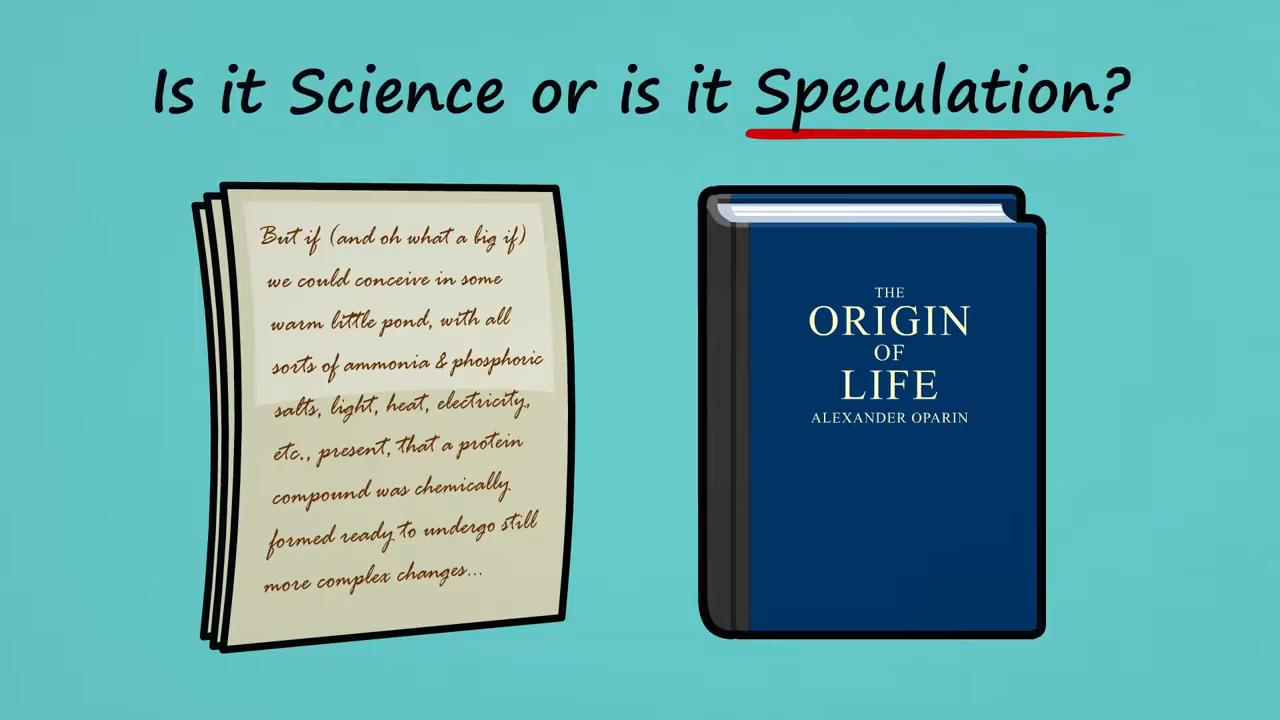 Is it Science or is it Speculation?
But if (and oh what a big if)
we could conceive in some
warm little pond, with all
sorts of ammonia & phosphoric
salts, light, heat, electricity,
etc., present, that a protein
compound was chemically
formed ready to undergo still
more complex changes...
THE
ORIGIN
OF
LIFE
ALEXANDER OPARIN